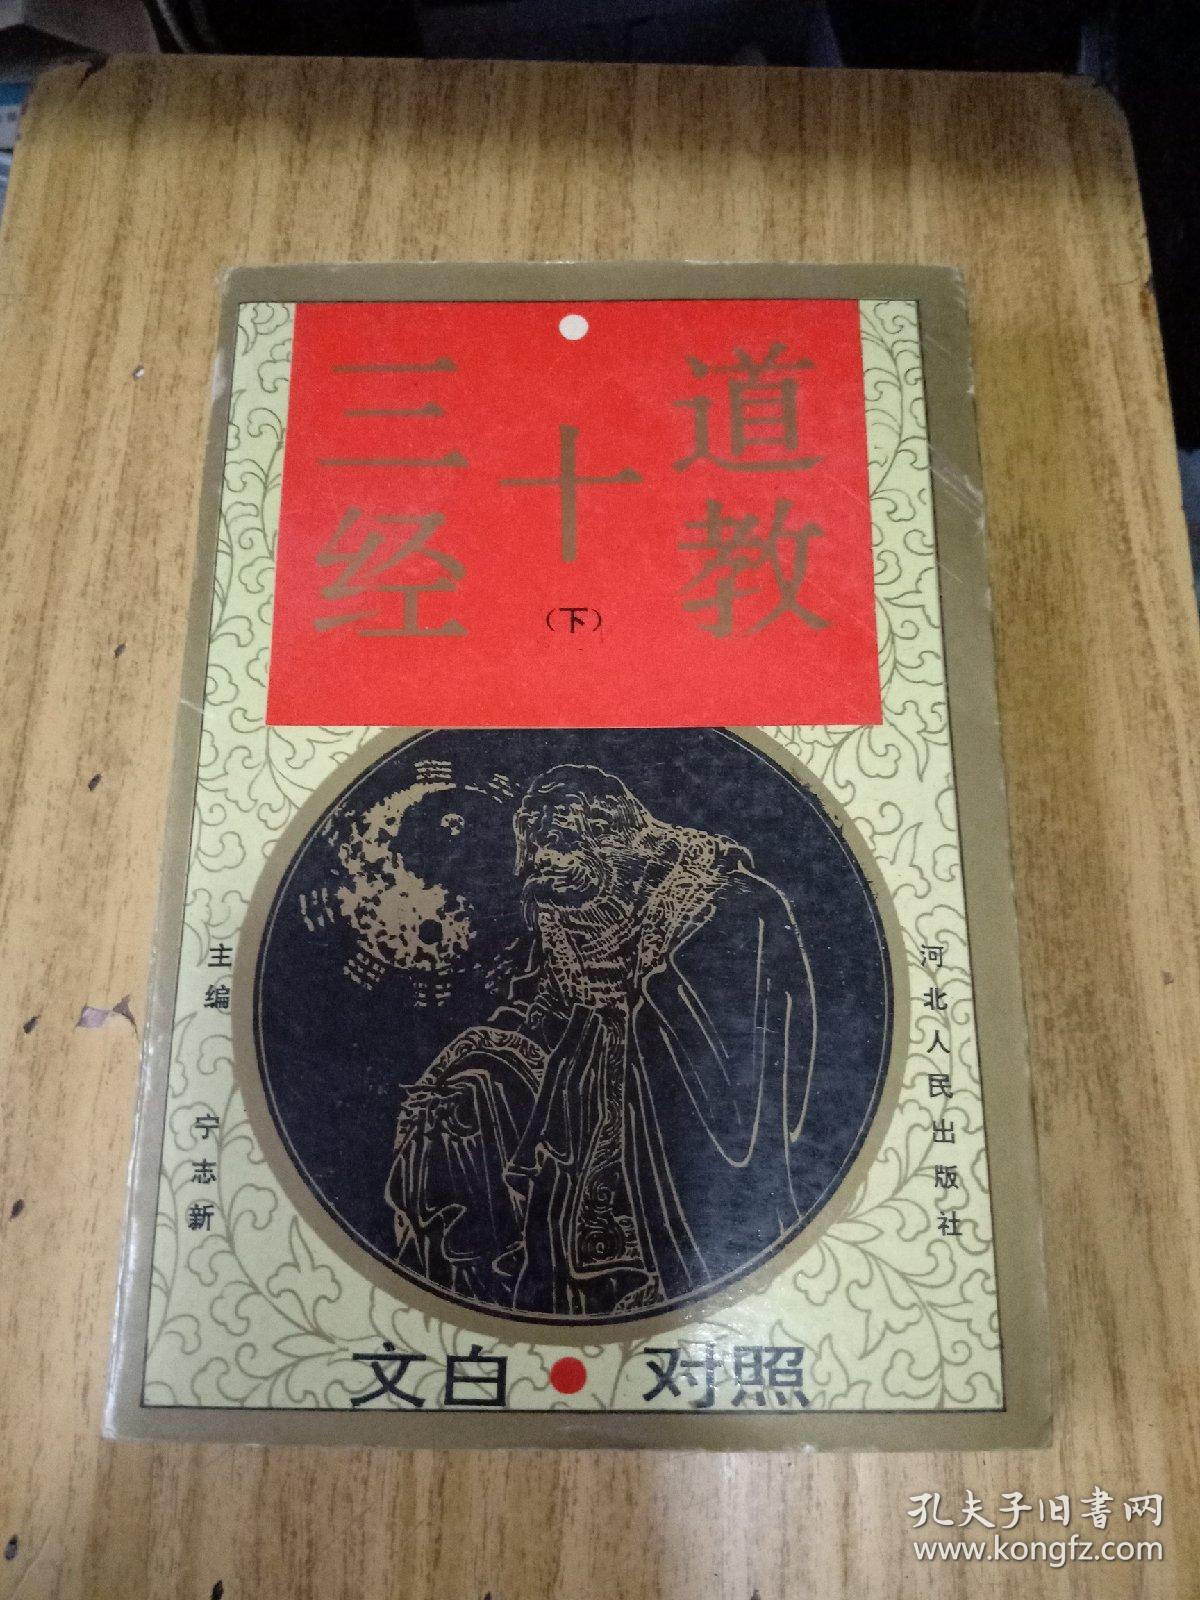 道教
十
三经
（下）
主编
宁志新
河北人民出版社
文白·对照
孔夫子旧书网
www.kongfz.com